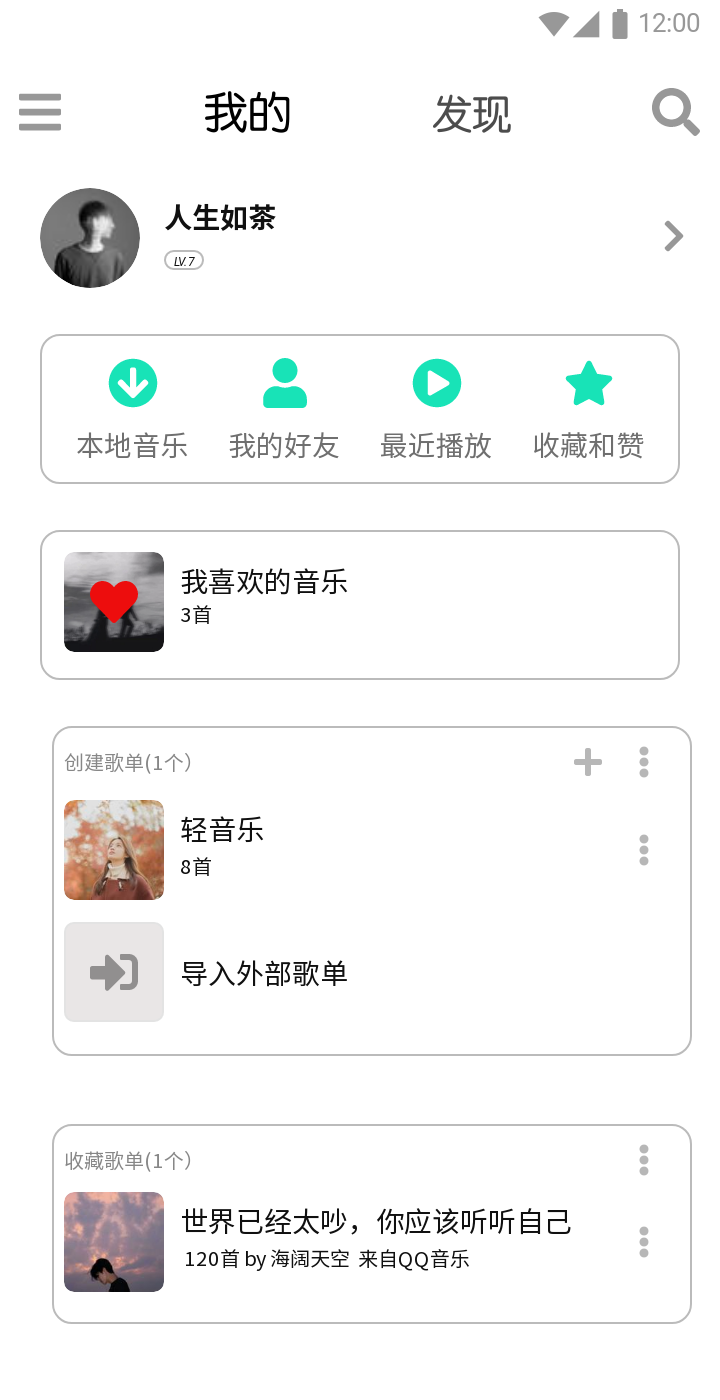 12:00
我的 发现
人生如茶
LV.7
本地音乐 我的好友 最近播放 收藏和赞
我喜欢的音乐
3首
创建歌单(1个）
轻音乐
8首
导入外部歌单
收藏歌单(1个）
世界已经太吵，你应该听听自己
120首 by 海阔天空 来自QQ音乐